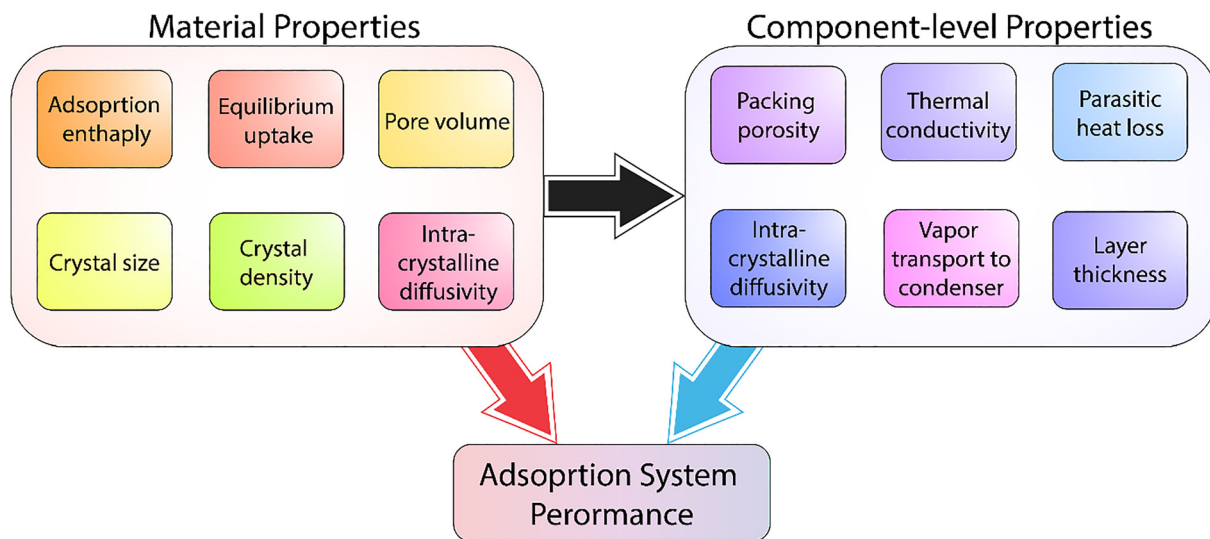 Material Properties
Component-level Properties
Adsoprtion
enthaply
Equilibrium
uptake
Pore volume
Packing
porosity
Thermal
conductivity
Parasitic
heat loss
Crystal size
Crystal
density
Intra-
crystalline
diffusivity
Intra-
crystalline
diffusivity
Vapor
transport to
condenser
Layer
thickness
Adsoprtion System
Perormance